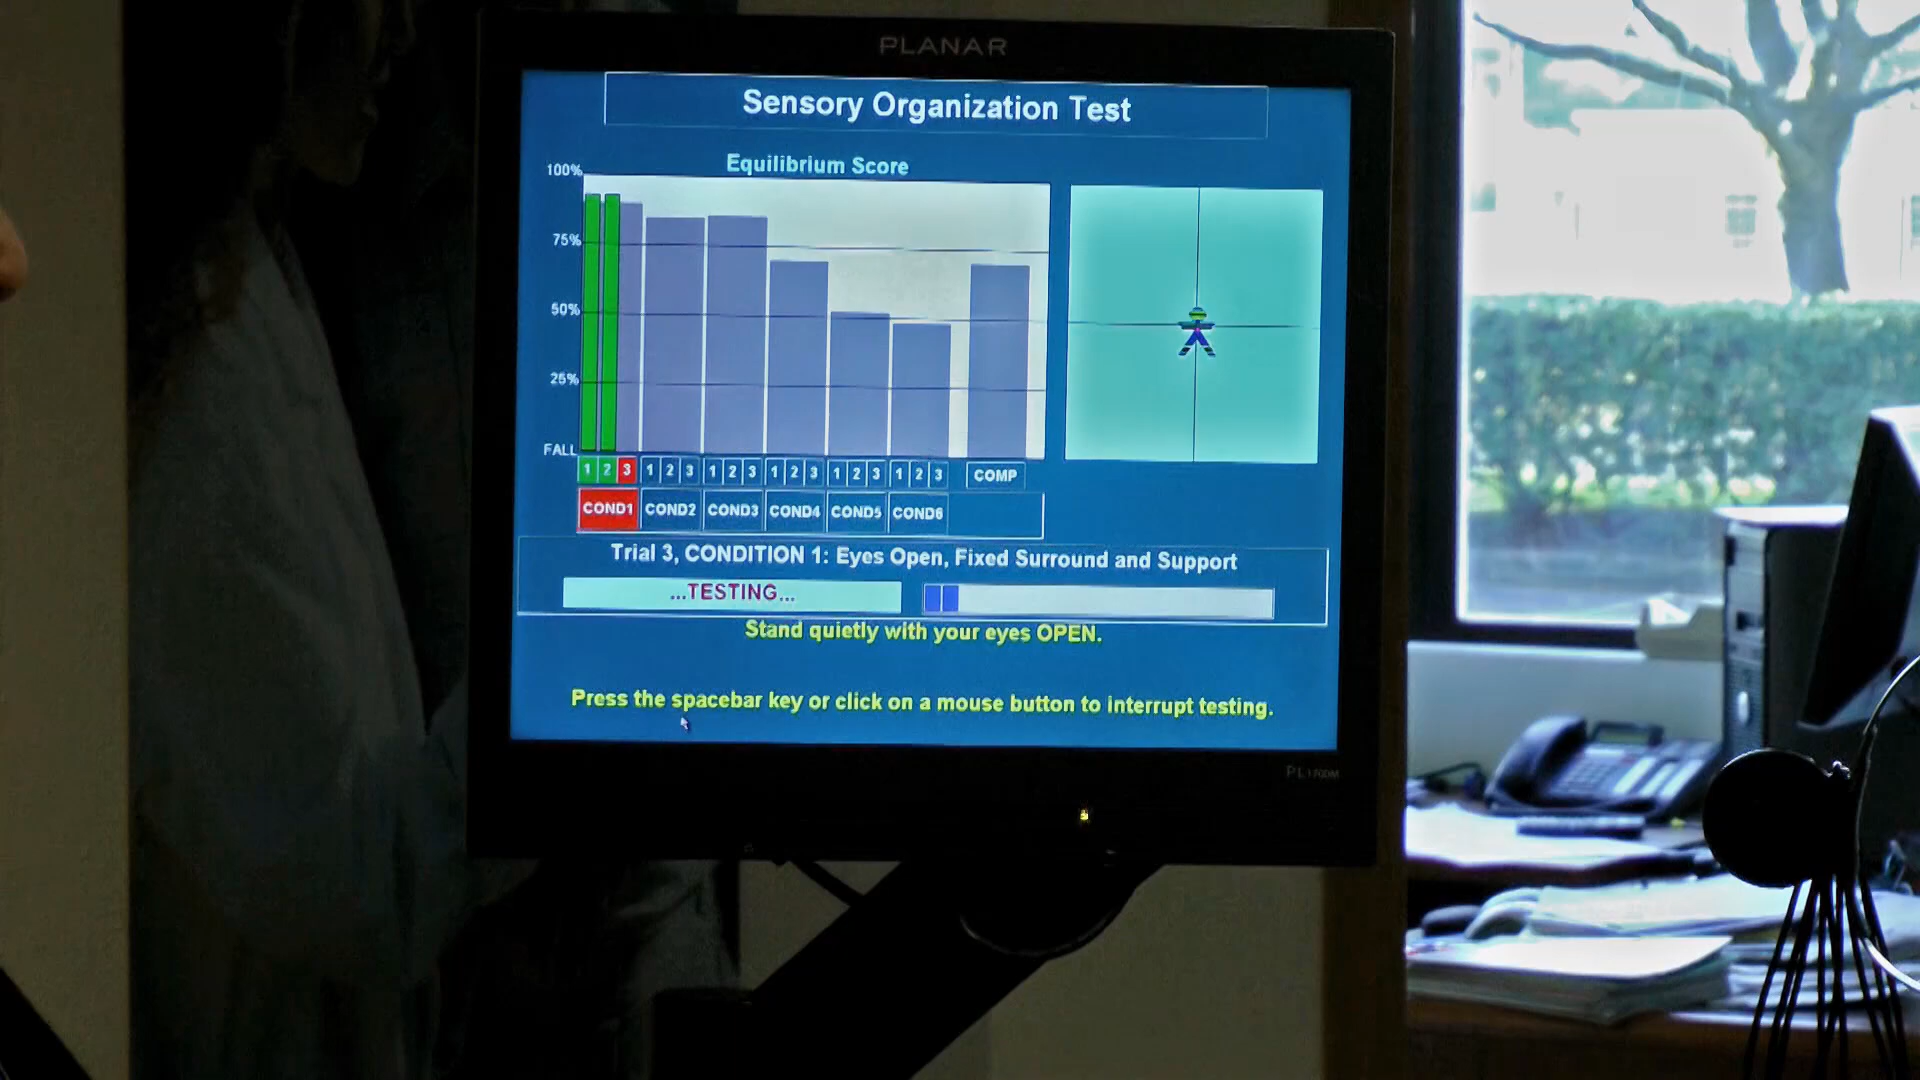 PLANAR
Sensory Organization Test
Equilibrium Score
100%
75%
50%
25%
FALL
1 2 3 1 2 3 1 2 3 1 2 3 1 2 3 1 2 3 COMP
COND1 COND2 COND3 COND4 COND5 COND6
Trial 3, CONDITION 1: Eyes Open, Fixed Surround and Support
...TESTING...
Stand quietly with your eyes OPEN.
Press the spacebar key or click on a mouse button to interrupt testing.